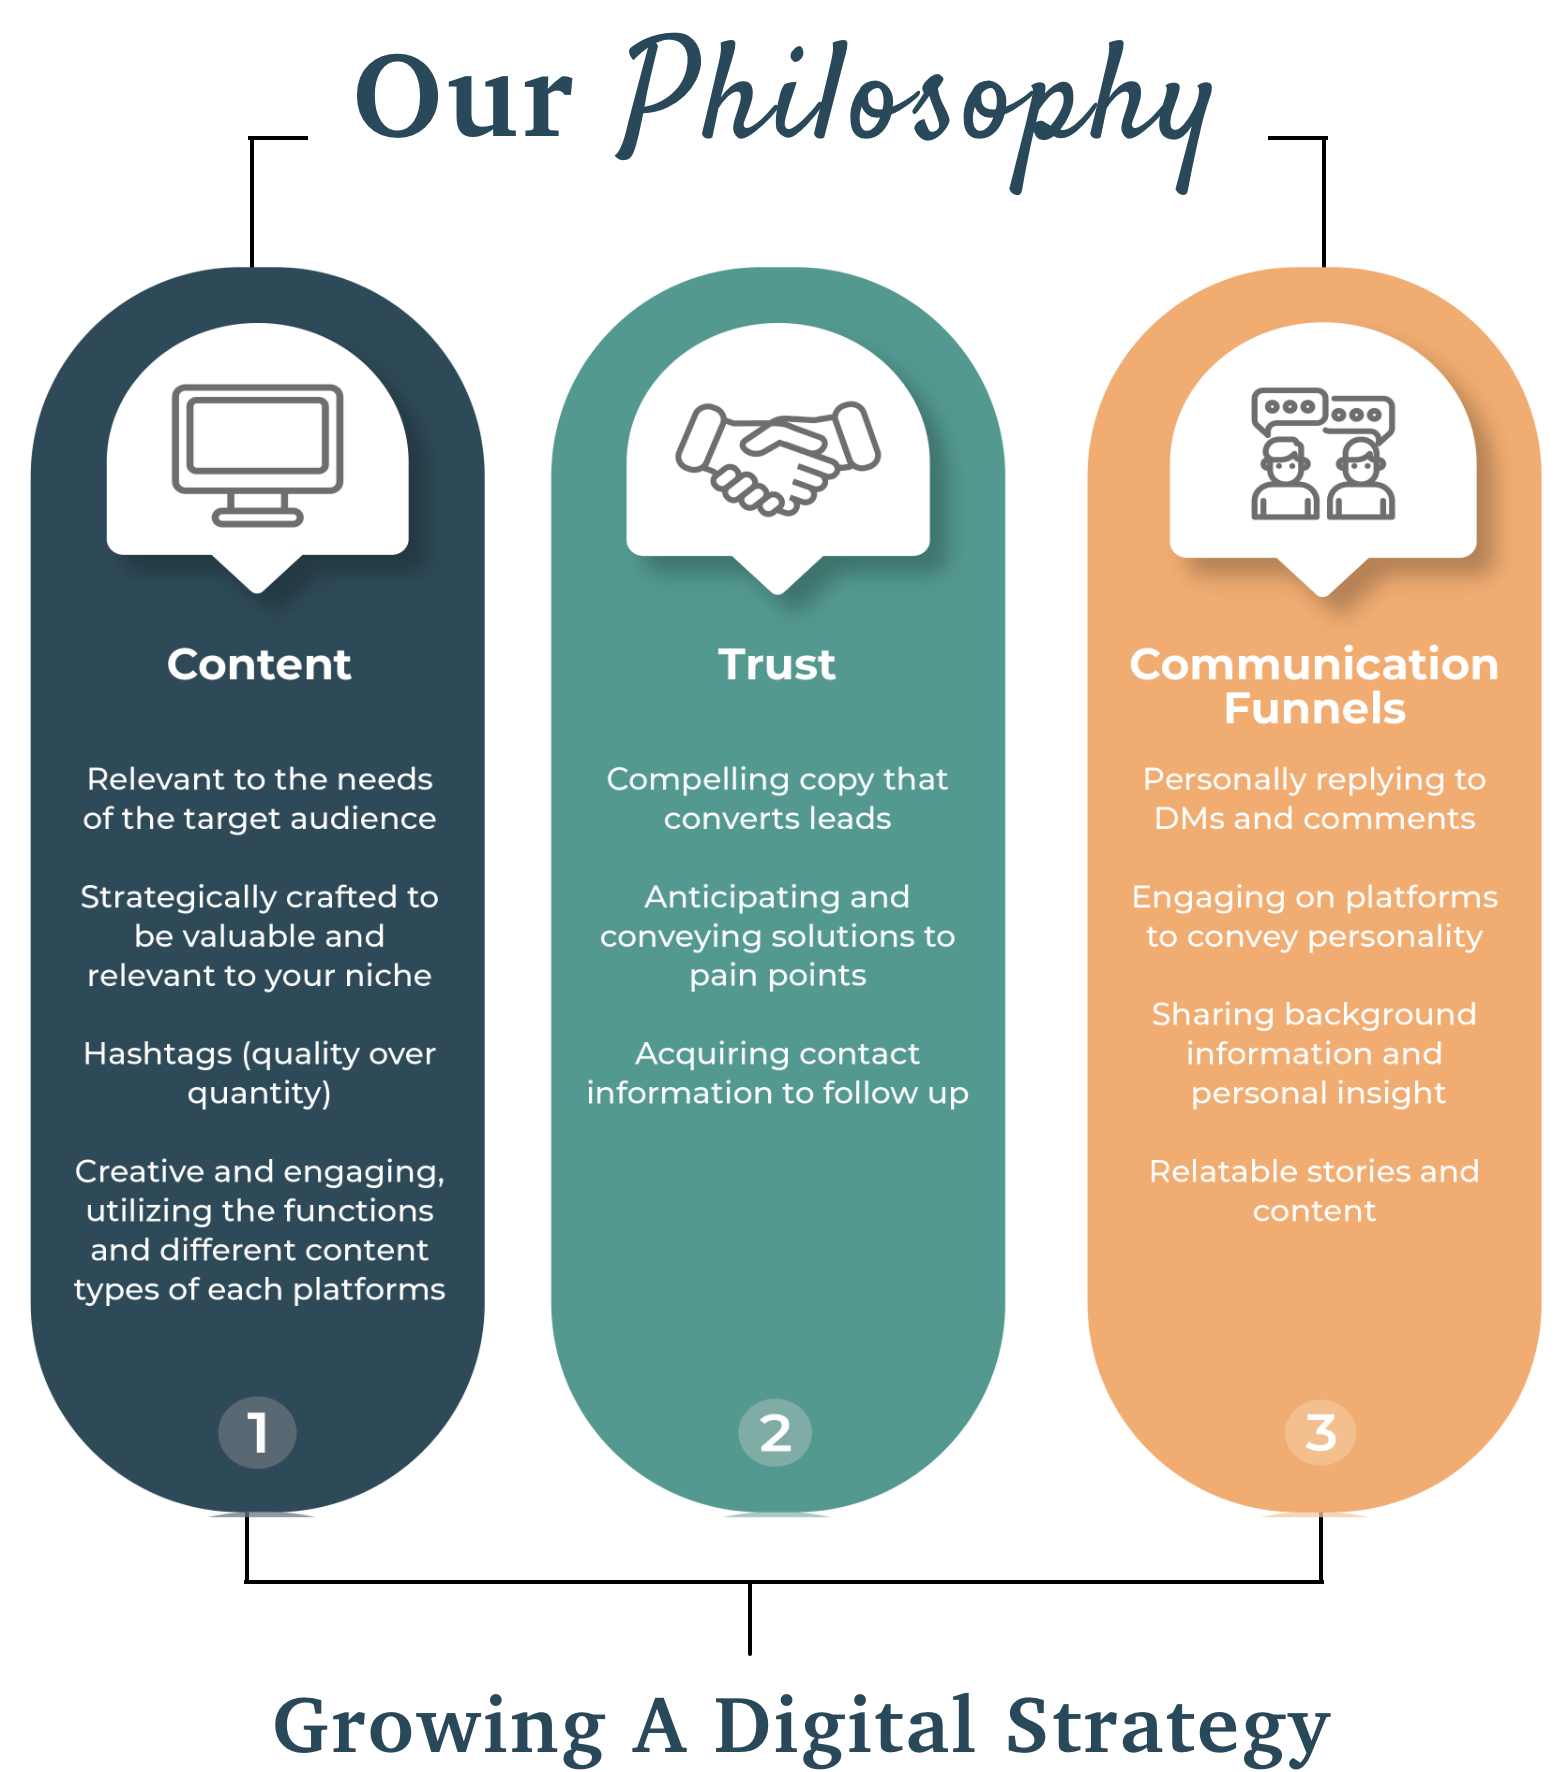 Our Philosophy
Content
Relevant to the needs
of the target audience
Strategically crafted to
be valuable and
relevant to your niche
Hashtags (quality over
quantity)
Creative and engaging,
utilizing the functions
and different content
types of each platforms
1
Trust
Compelling copy that
converts leads
Anticipating and
conveying solutions to
pain points
Acquiring contact
information to follow up
2
Communication
Funnels
Personally replying to
DMs and comments
Engaging on platforms
to convey personality
Sharing background
information and
personal insight
Relatable stories and
content
3
Growing A Digital Strategy